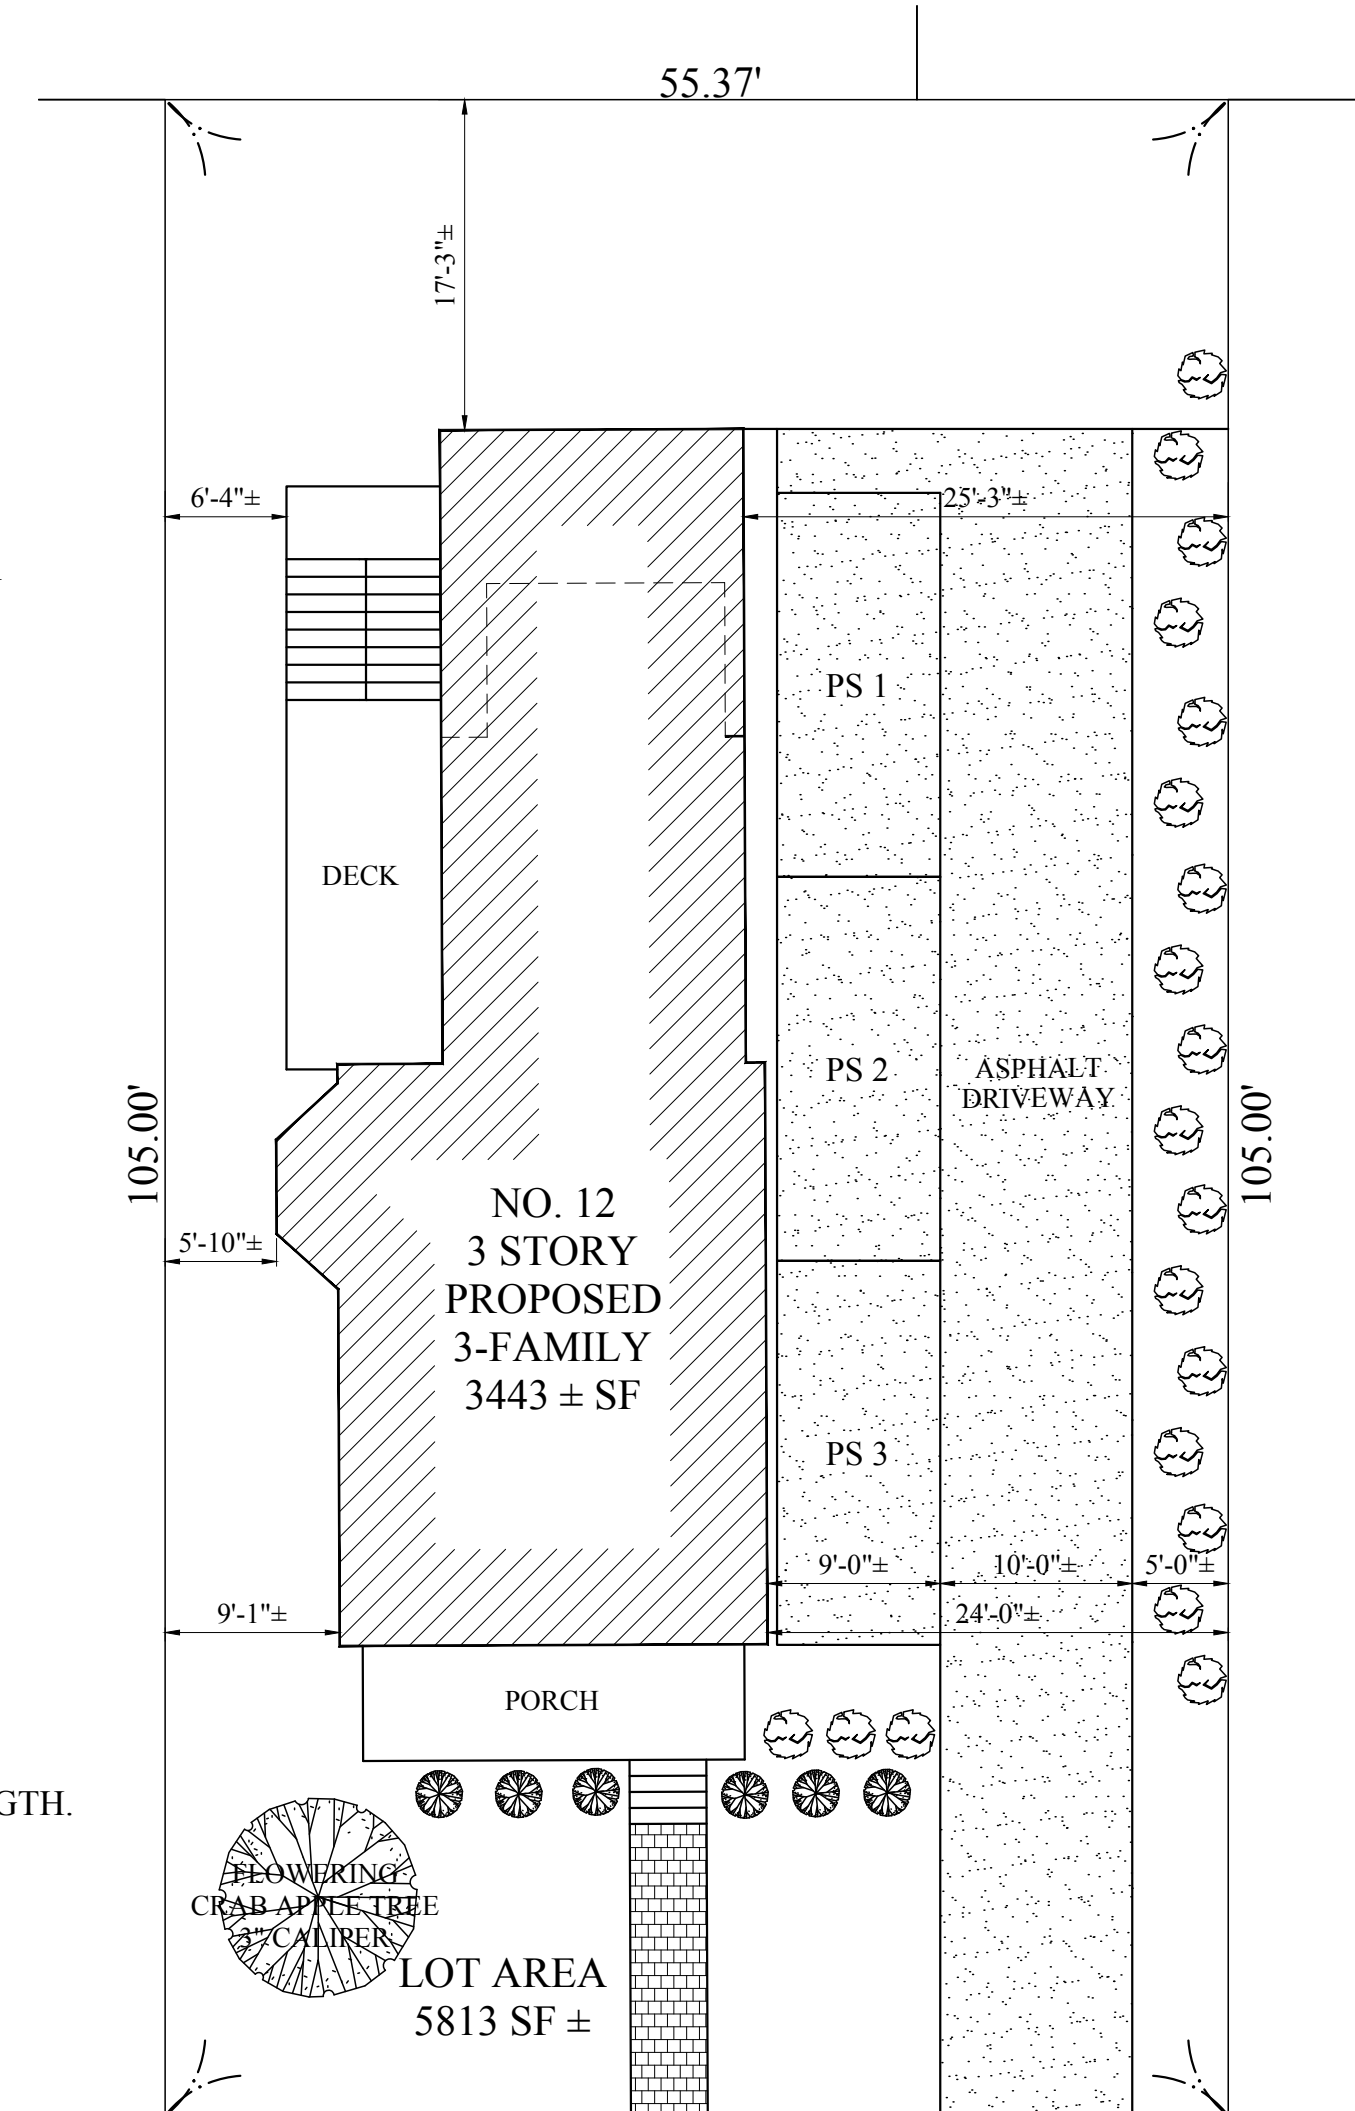 55.37'
17'-3"±
6'-4"±
25'-3"±
PS 1
DECK
PS 2
ASPHALT
DRIVEWAY
105.00'
105.00'
NO. 12
3 STORY
PROPOSED
3-FAMILY
3443 ± SF
5'-10"±
PS 3
9'-0"±
10'-0"±
5'-0"±
9'-1"±
24'-0"±
PORCH
GTH.
FLOWERING
CRAB APPLE TREE
3" CALIPER
LOT AREA
5813 SF ±